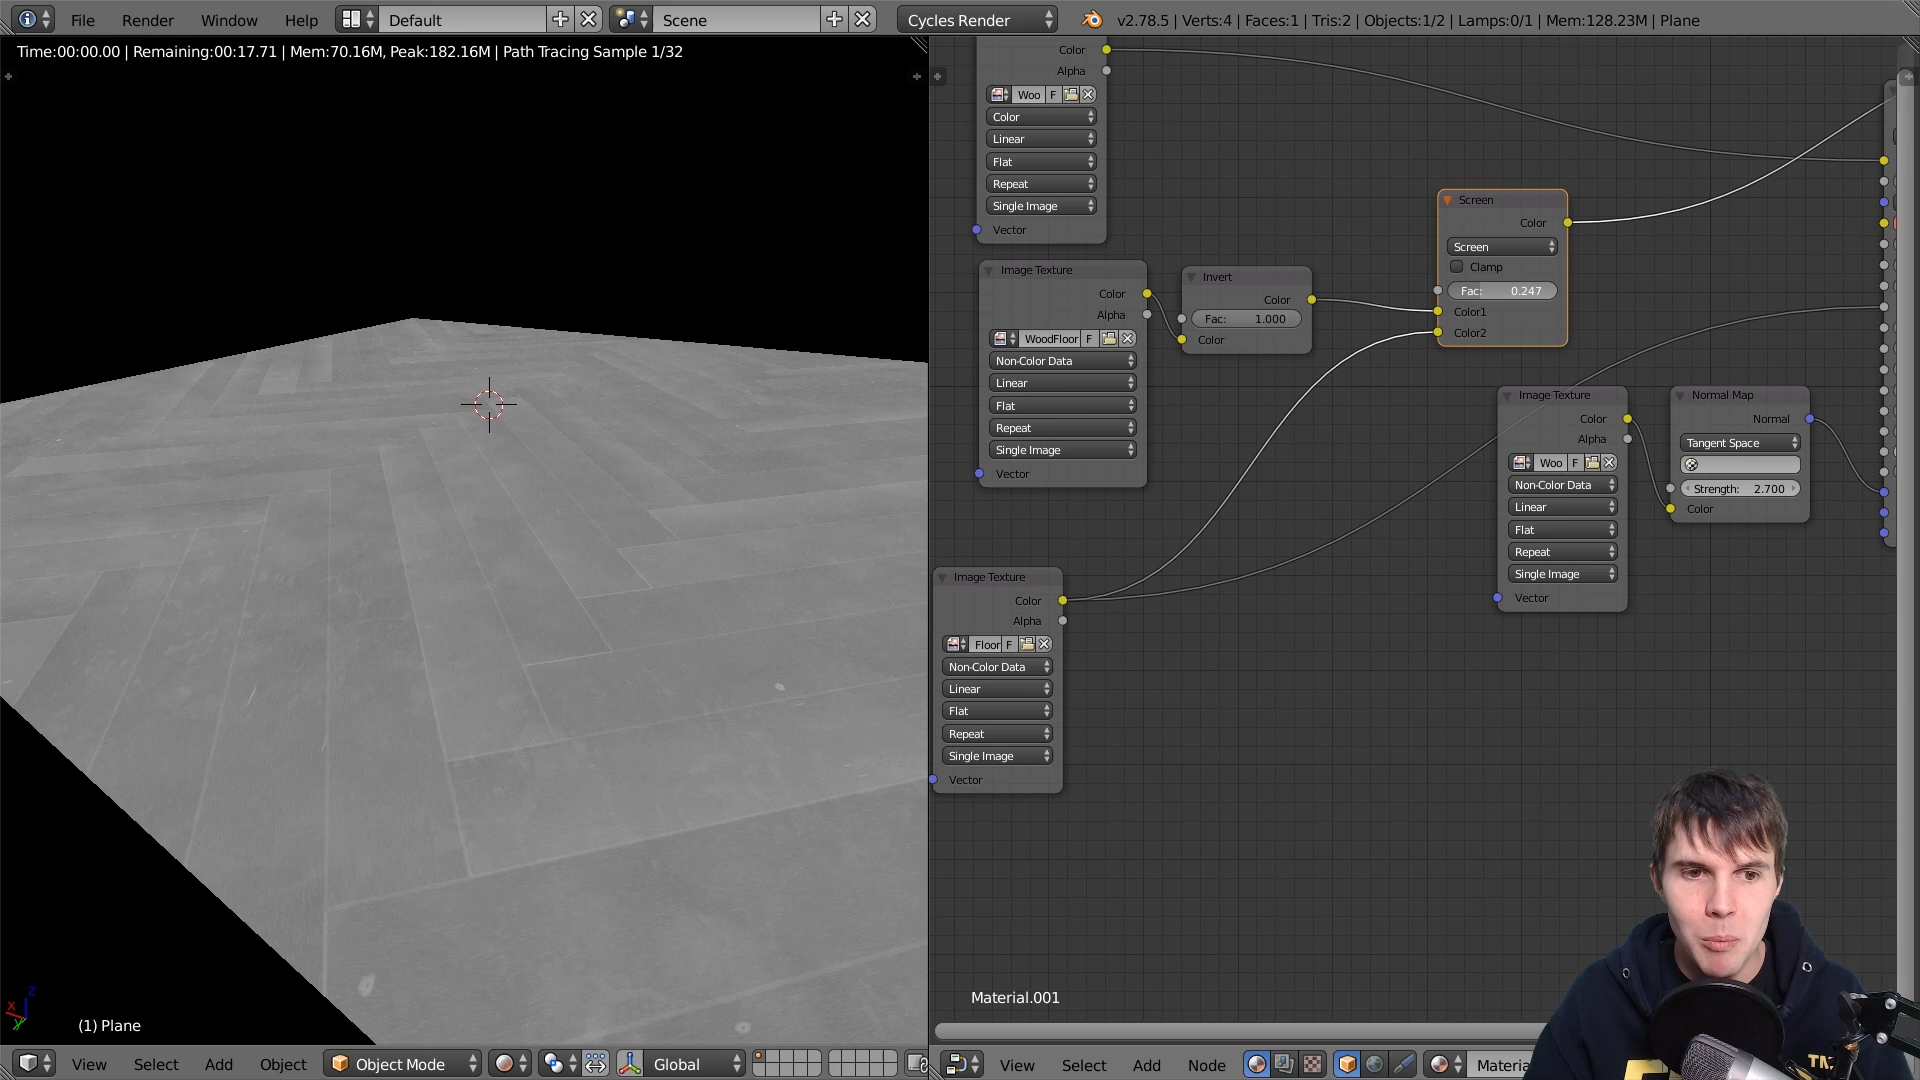 File Render Window Help Default Scene Cycles Render v2.78.5 | Verts:4 | Faces:1 | Tris:2 | Objects:1/2 | Lamps:0/1 | Mem:128.23M | Plane
Time:00:00.00 | Remaining:00:17.71 | Mem:70.16M, Peak:182.16M | Path Tracing Sample 1/32
Color
Alpha
Woo F
Color
Linear
Flat
Repeat
Single Image
Vector
Image Texture
Color
Alpha
WoodFloor F
Non-Color Data
Linear
Flat
Repeat
Single Image
Vector
Invert
Color
Fac: 1.000
Color
Screen
Color
Screen
Clamp
Fac: 0.247
Color1
Color2
Image Texture
Color
Alpha
Woo F
Non-Color Data
Linear
Flat
Repeat
Single Image
Vector
Normal Map
Normal
Tangent Space
Strength: 2.700
Color
Image Texture
Color
Alpha
Floor F
Non-Color Data
Linear
Flat
Repeat
Single Image
Vector
Material.001
z
x
y
(1) Plane
View Select Add Object Object Mode Global
View Select Add Node Materia